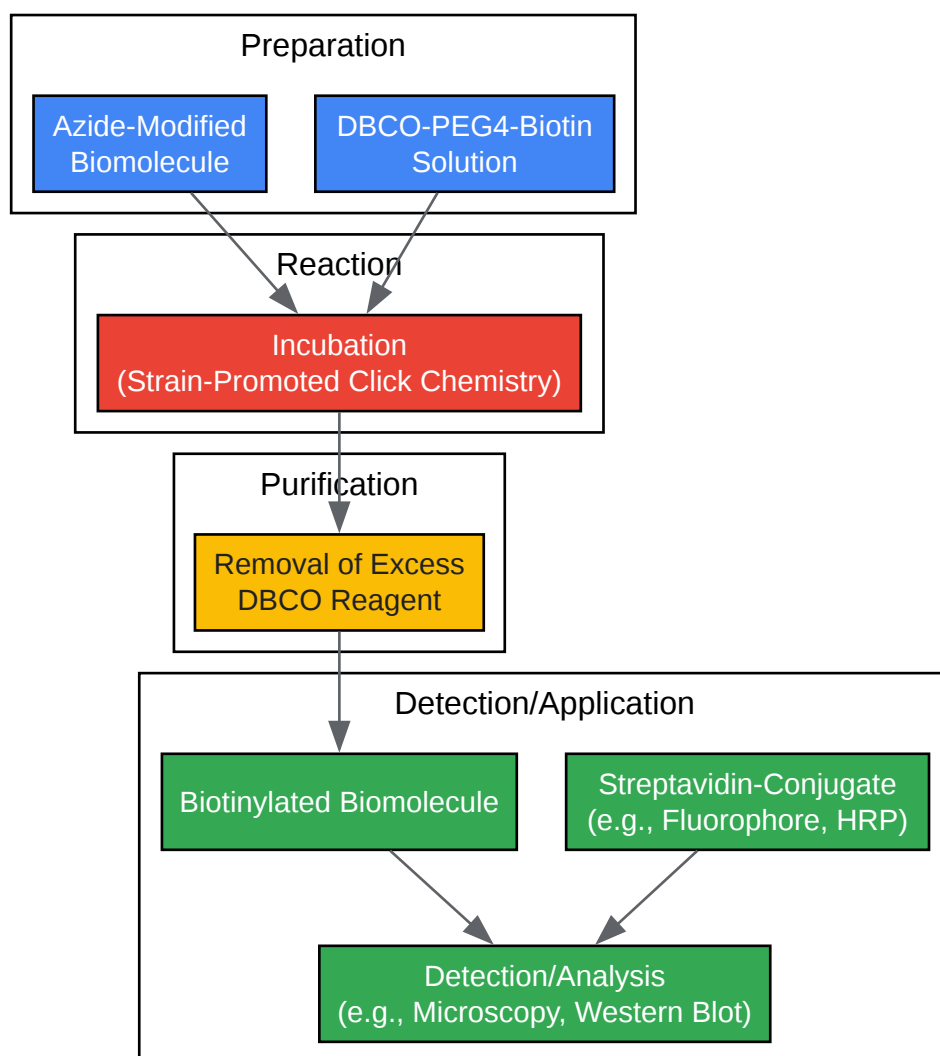 Preparation
Azide-Modified
Biomolecule
DBCO-PEG4-Biotin
Solution
Reaction
Incubation
(Strain-Promoted Click Chemistry)
Purification
Removal of Excess
DBCO Reagent
Detection/Application
Biotinylated Biomolecule
Streptavidin-Conjugate
(e.g., Fluorophore, HRP)
Detection/Analysis
(e.g., Microscopy, Western Blot)